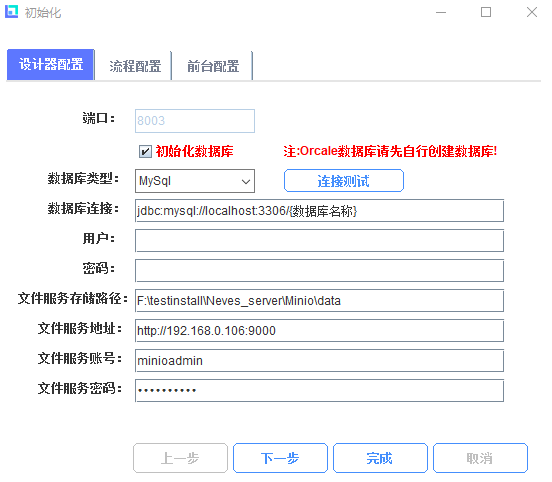 初始化
设计器配置 流程配置 前台配置
端口： 8003
初始化数据库 注:Orcale数据库请先自行创建数据库!
数据库类型： MySql 连接测试
数据库连接： jdbc:mysql://localhost:3306/{数据库名称}
用户：
密码：
文件服务存储路径： F:\testinstall\Neves_server\Minio\data
文件服务地址： http://192.168.0.106:9000
文件服务账号： minioadmin
文件服务密码： ••••••••••
上一步 下一步 完成 取消